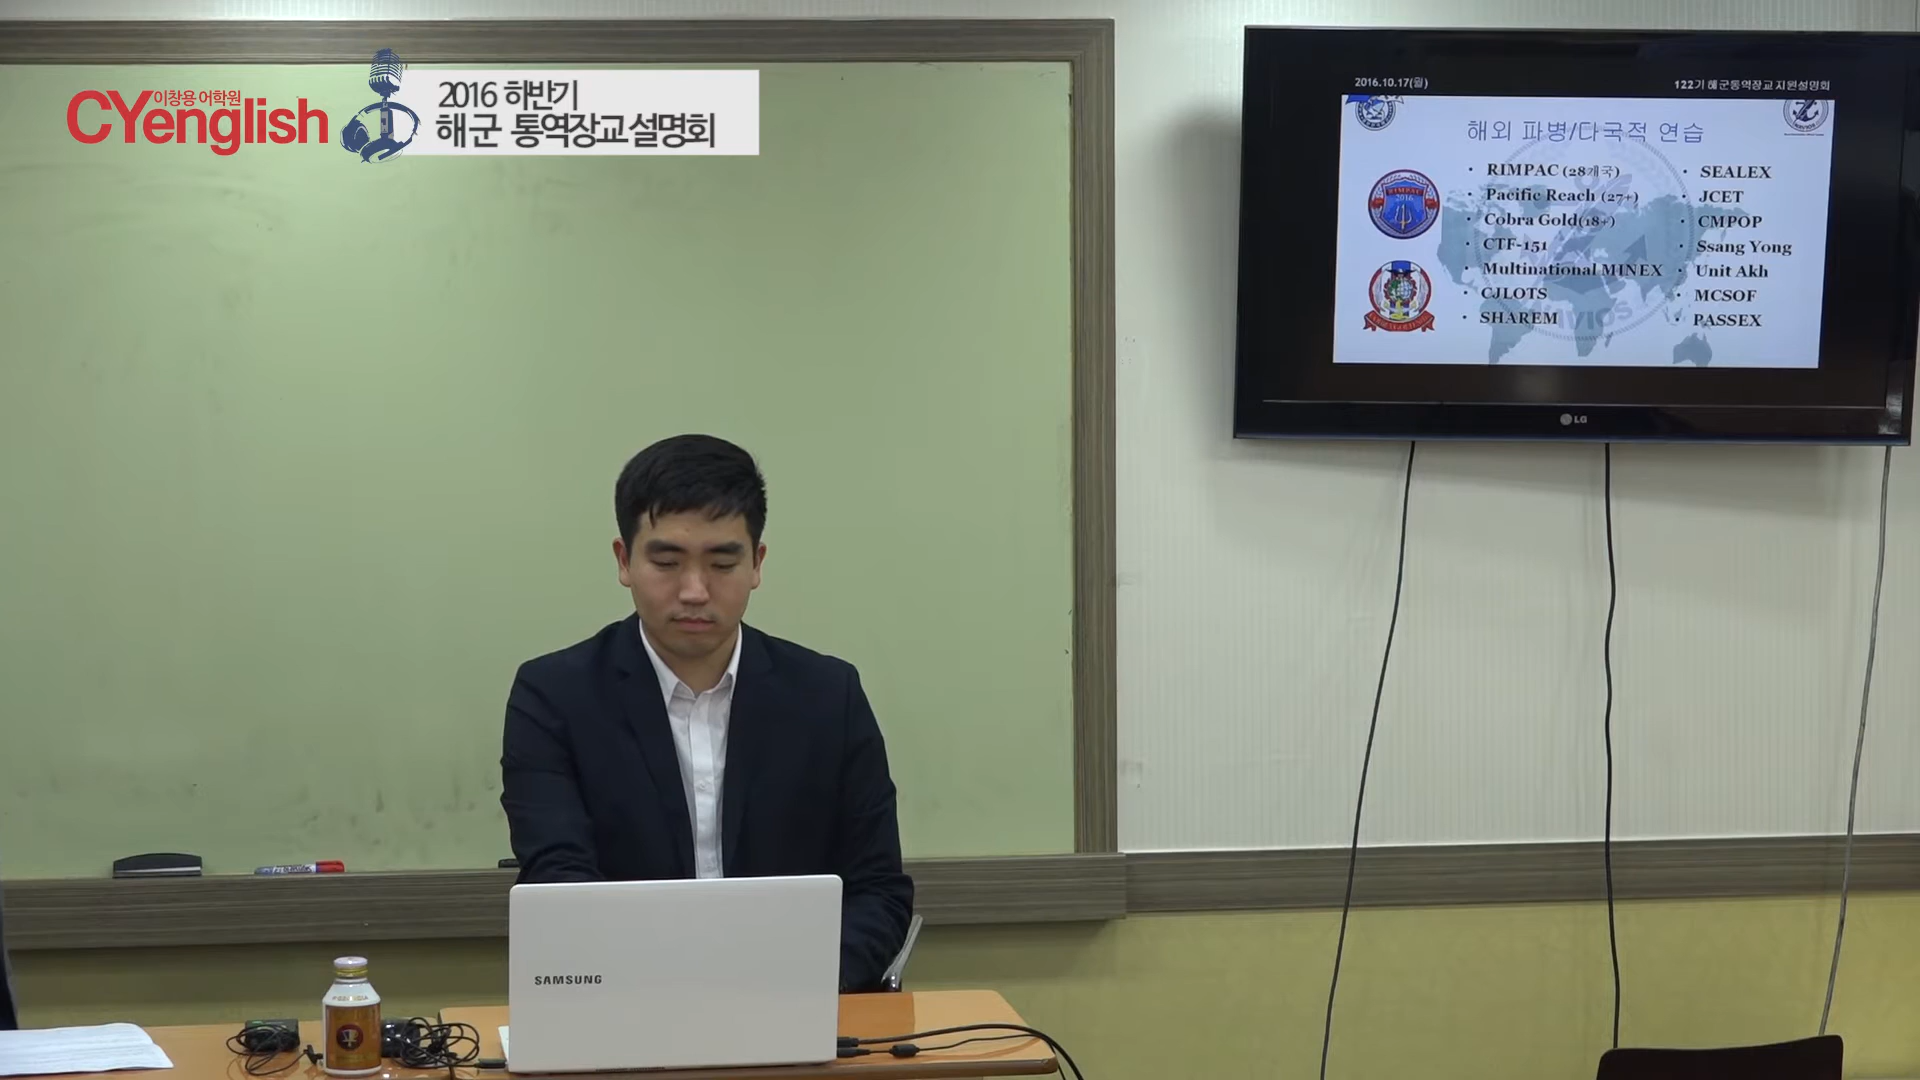 이창용 어학원
CYenglish
2016 하반기
해군 통역장교설명회
2016.10.17(월)
122기 해군통역장교 지원설명회
해외 파병/다국적 연습
RIMPAC
2016
• RIMPAC (28개국)
• Pacific Reach (27+)
• Cobra Gold(18+)
• CTF-151
• Multinational MINEX
• CJLOTS
• SHAREM
• SEALEX
• JCET
• CMPOP
• Ssang Yong
• Unit Akh
• MCSOF
• PASSEX
NAVIOS
LG
SAMSUNG